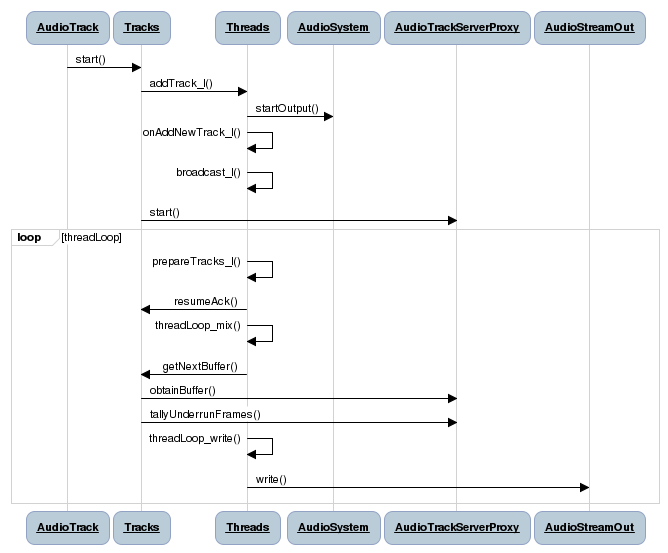 AudioTrack Tracks Threads AudioSystem AudioTrackServerProxy AudioStreamOut
start()
addTrack_l()
startOutput()
onAddNewTrack_l()
broadcast_l()
start()
loop [threadLoop]
prepareTracks_l()
resumeAck()
threadLoop_mix()
getNextBuffer()
obtainBuffer()
tallyUnderrunFrames()
threadLoop_write()
write()
AudioTrack Tracks Threads AudioSystem AudioTrackServerProxy AudioStreamOut